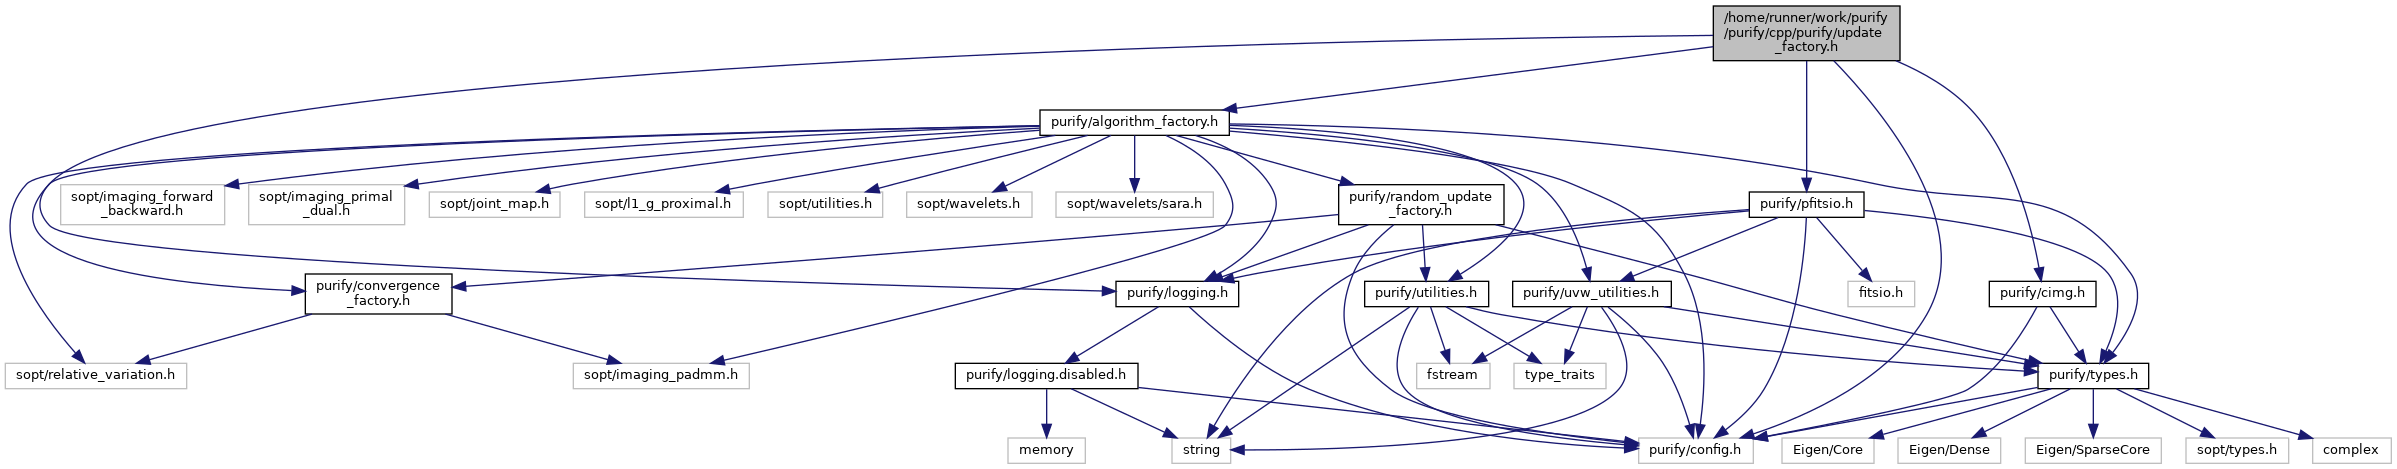 /home/runner/work/purify
/purify/cpp/purify/update
_factory.h
purify/algorithm_factory.h
sopt/imaging_forward
_backward.h
sopt/imaging_primal
_dual.h
sopt/joint_map.h
sopt/l1_g_proximal.h
sopt/utilities.h
sopt/wavelets.h
sopt/wavelets/sara.h
purify/random_update
_factory.h
purify/pfitsio.h
purify/convergence
_factory.h
purify/logging.h
purify/utilities.h
purify/uvw_utilities.h
fitsio.h
purify/cimg.h
sopt/relative_variation.h
sopt/imaging_padmm.h
purify/logging.disabled.h
fstream
type_traits
purify/types.h
memory
string
purify/config.h
Eigen/Core
Eigen/Dense
Eigen/SparseCore
sopt/types.h
complex